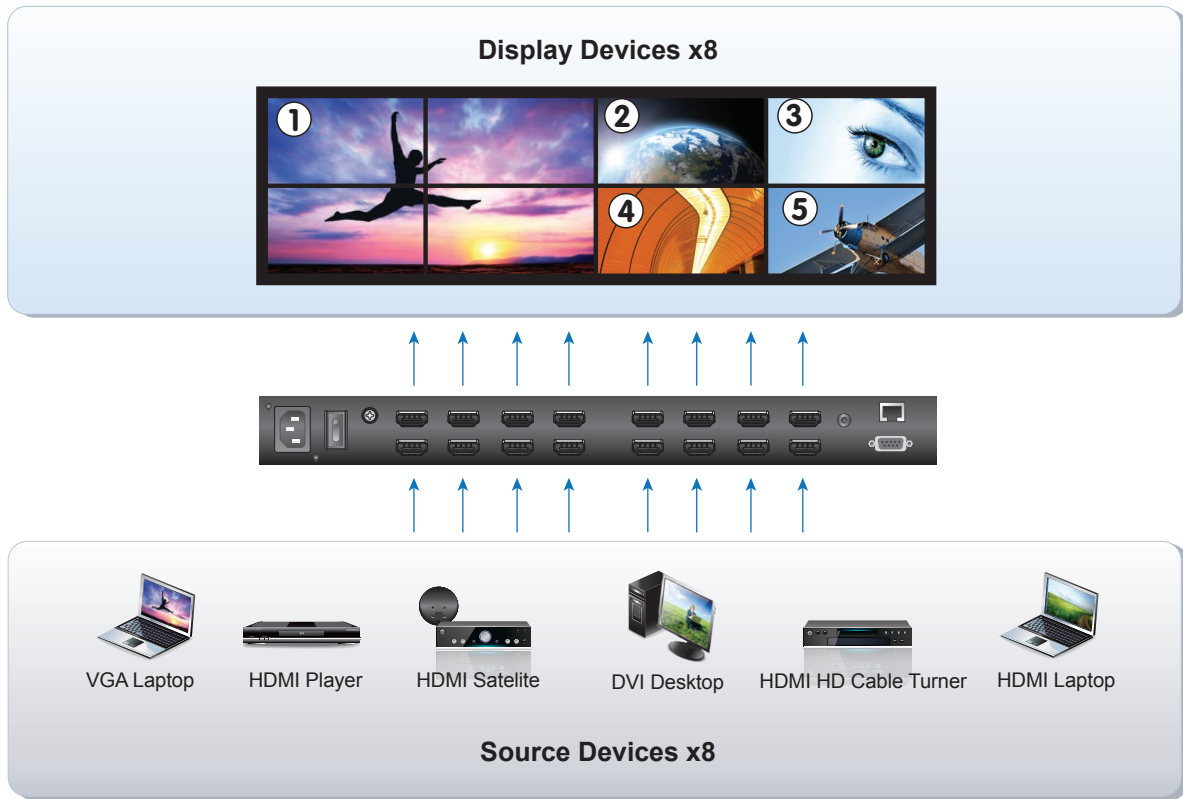 Display Devices x8
1
2
3
4
5
VGA Laptop
HDMI Player
HDMI Satelite
DVI Desktop
HDMI HD Cable Turner
HDMI Laptop
Source Devices x8